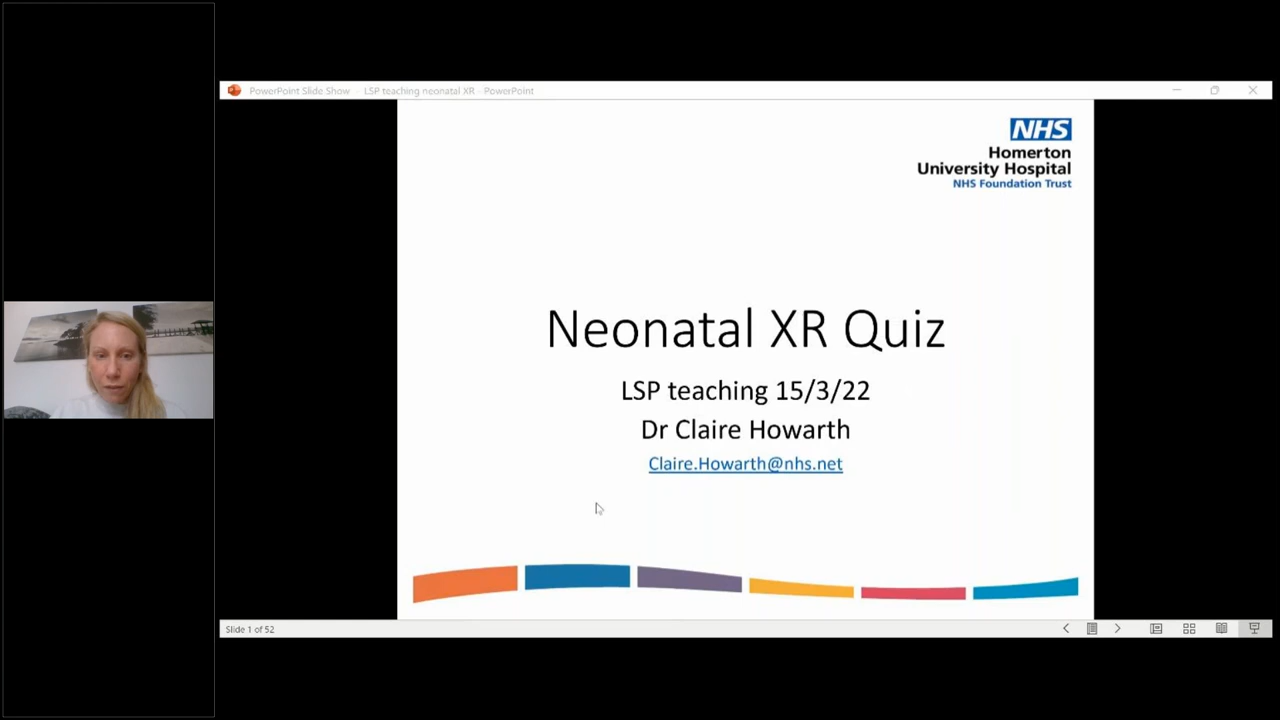 PowerPoint Slide Show - LSP teaching neonatal XR - PowerPoint
NHS
Homerton
University Hospital
NHS Foundation Trust
Neonatal XR Quiz
LSP teaching 15/3/22
Dr Claire Howarth
Claire.Howarth@nhs.net
Slide 1 of 52